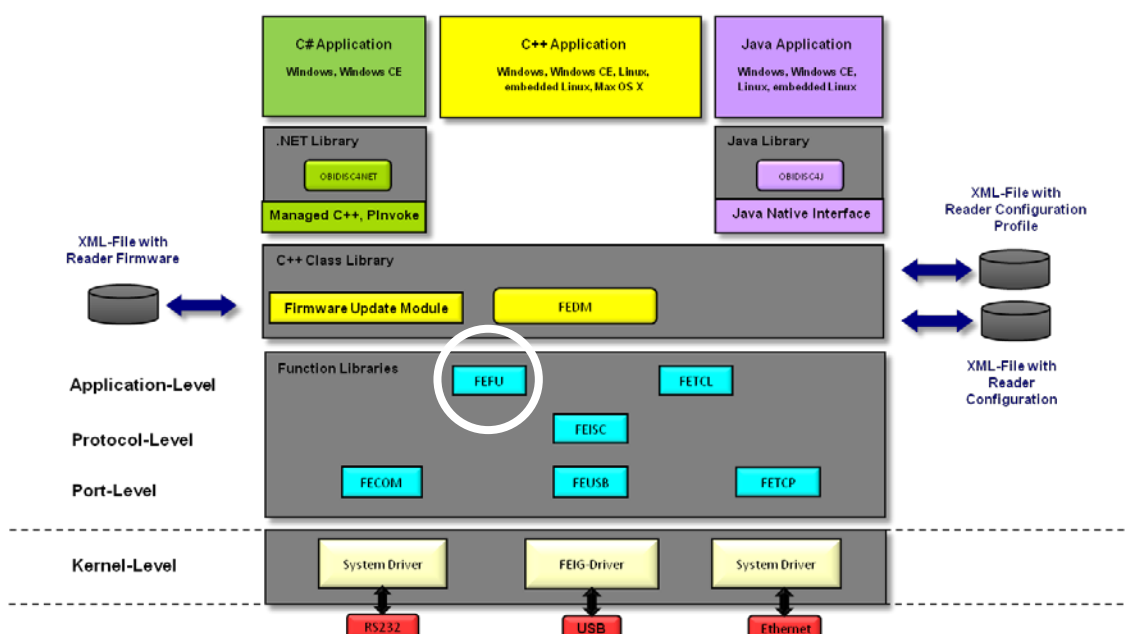 C# Application
Windows, Windows CE
C++ Application
Windows, Windows CE, Linux,
embedded Linux, Max OS X
Java Application
Windows, Windows CE,
Linux, embedded Linux
.NET Library
OBIDISC4NET
Managed C++, PInvoke
Java Library
OBIDISC4J
Java Native Interface
XML-File with
Reader Firmware
XML-File with
Reader Configuration
Profile
C++ Class Library
Firmware Update Module
FEDM
XML-File with
Reader
Configuration
Function Libraries
Application-Level
FEFU
FETCL
Protocol-Level
FEISC
Port-Level
FECOM
FEUSB
FETCP
Kernel-Level
System Driver
FEIG-Driver
System Driver
RS232
USB
Ethernet